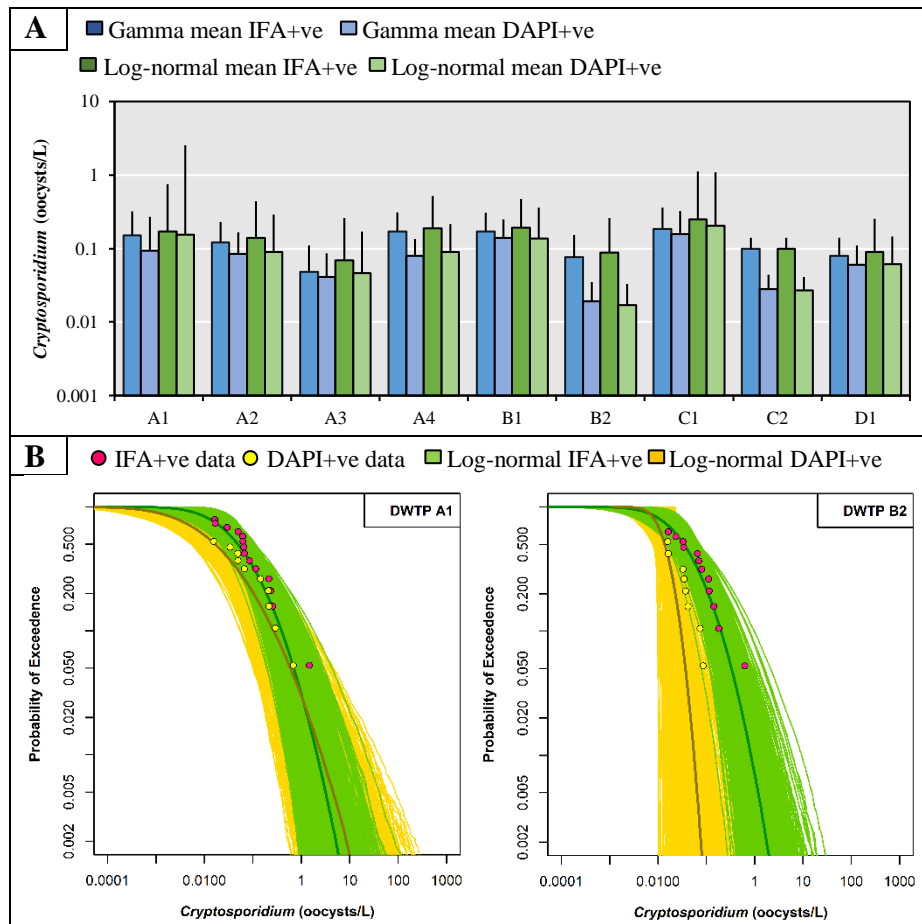 A
Gamma mean IFA+ve Gamma mean DAPI+ve
Log-normal mean IFA+ve Log-normal mean DAPI+ve
Cryptosporidium (oocysts/L)
10
1
0.1
0.01
0.001
A1 A2 A3 A4 B1 B2 C1 C2 D1
B
IFA+ve data DAPI+ve data Log-normal IFA+ve Log-normal DAPI+ve
DWTP A1
Probability of Exceedence
0.500
0.200
0.050
0.020
0.005
0.002
0.0001 0.0100 1 10 100 1000
Cryptosporidium (oocysts/L)
DWTP B2
Probability of Exceedence
0.500
0.200
0.050
0.020
0.005
0.002
0.0001 0.0100 1 10 100 1000
Cryptosporidium (oocysts/L)